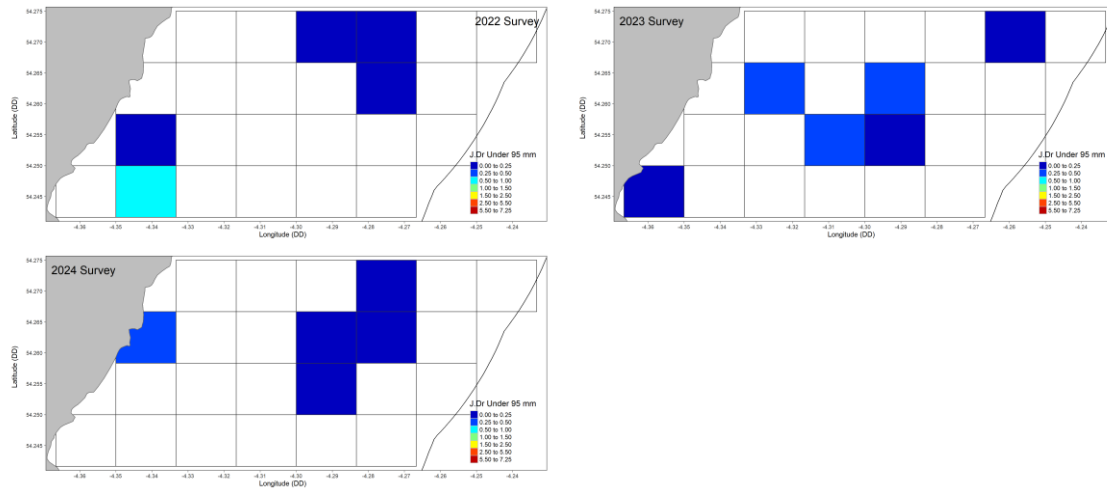 2022 Survey
54.275
54.270
54.265
54.260
54.255
54.250
54.245
Latitude (DD)
J.Dr Under 95 mm
0.00 to 0.25
0.25 to 0.50
0.50 to 1.00
1.00 to 1.50
1.50 to 2.50
2.50 to 5.50
5.50 to 7.25
-4.36 -4.35 -4.34 -4.33 -4.32 -4.31 -4.30 -4.29 -4.28 -4.27 -4.26 -4.25 -4.24
Longitude (DD)
2023 Survey
54.275
54.270
54.265
54.260
54.255
54.250
54.245
Latitude (DD)
J.Dr Under 95 mm
0.00 to 0.25
0.25 to 0.50
0.50 to 1.00
1.00 to 1.50
1.50 to 2.50
2.50 to 5.50
5.50 to 7.25
-4.36 -4.35 -4.34 -4.33 -4.32 -4.31 -4.30 -4.29 -4.28 -4.27 -4.26 -4.25 -4.24 -4.23
Longitude (DD)
2024 Survey
54.275
54.270
54.265
54.260
54.255
54.250
54.245
Latitude (DD)
J.Dr Under 95 mm
0.00 to 0.25
0.25 to 0.50
0.50 to 1.00
1.00 to 1.50
1.50 to 2.50
2.50 to 5.50
5.50 to 7.25
-4.36 -4.35 -4.34 -4.33 -4.32 -4.31 -4.30 -4.29 -4.28 -4.27 -4.26 -4.25 -4.24
Longitude (DD)